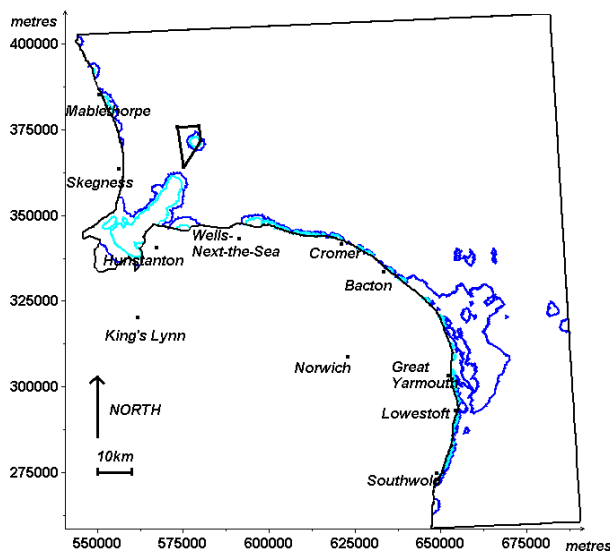 metres
400000
Mablethorpe
375000
Skegness
350000
Wells-
Next-the-Sea
Cromer
Hunstanton
Bacton
325000
King's Lynn
Norwich
Great
Yarmouth
300000
NORTH
Lowestoft
10km
275000
Southwold
metres
550000 575000 600000 625000 650000 675000